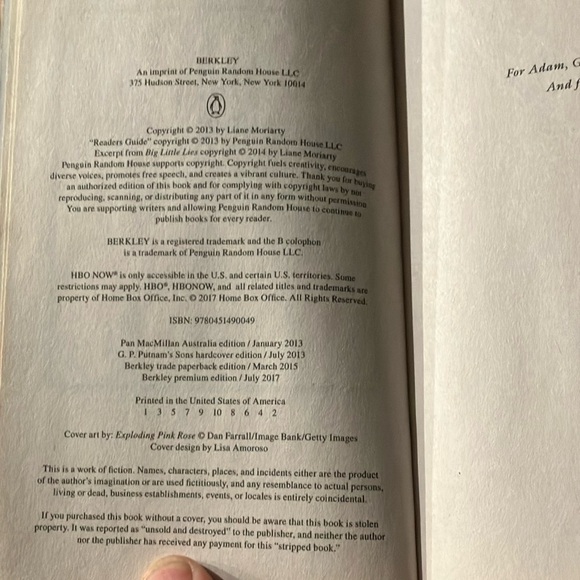 BERKLEY
An imprint of Penguin Random House LLC
375 Hudson Street, New York, New York 10014
Copyright © 2013 by Liane Moriarty
"Readers Guide" copyright © 2013 by Penguin Random House LLC
Excerpt from Big Little Lies copyright © 2014 by Liane Moriarty
Penguin Random House supports copyright. Copyright fuels creativity, encourages
diverse voices, promotes free speech, and creates a vibrant culture. Thank you for buying
an authorized edition of this book and for complying with copyright laws by not
reproducing, scanning, or distributing any part of it in any form without permission.
You are supporting writers and allowing Penguin Random House to continue to
publish books for every reader.
BERKLEY is a registered trademark and the B colophon
is a trademark of Penguin Random House LLC.
HBO NOW® is only accessible in the U.S. and certain U.S. territories. Some
restrictions may apply. HBO®, HBONOW, and all related titles and trademarks are
property of Home Box Office, Inc. © 2017 Home Box Office. All Rights Reserved.
ISBN: 9780451490049
Pan MacMillan Australia edition / January 2013
G. P. Putnam's Sons hardcover edition / July 2013
Berkley trade paperback edition / March 2015
Berkley premium edition / July 2017
Printed in the United States of America
1 3 5 7 9 10 8 6 4 2
Cover art by: Exploding Pink Rose © Dan Farrall/Image Bank/Getty Images
Cover design by Lisa Amoroso
This is a work of fiction. Names, characters, places, and incidents either are the product
of the author's imagination or are used fictitiously, and any resemblance to actual persons,
living or dead, business establishments, events, or locales is entirely coincidental.
If you purchased this book without a cover, you should be aware that this book is stolen
property. It was reported as "unsold and destroyed" to the publisher, and neither the author
nor the publisher has received any payment for this "stripped book."
For Adam, G
And f